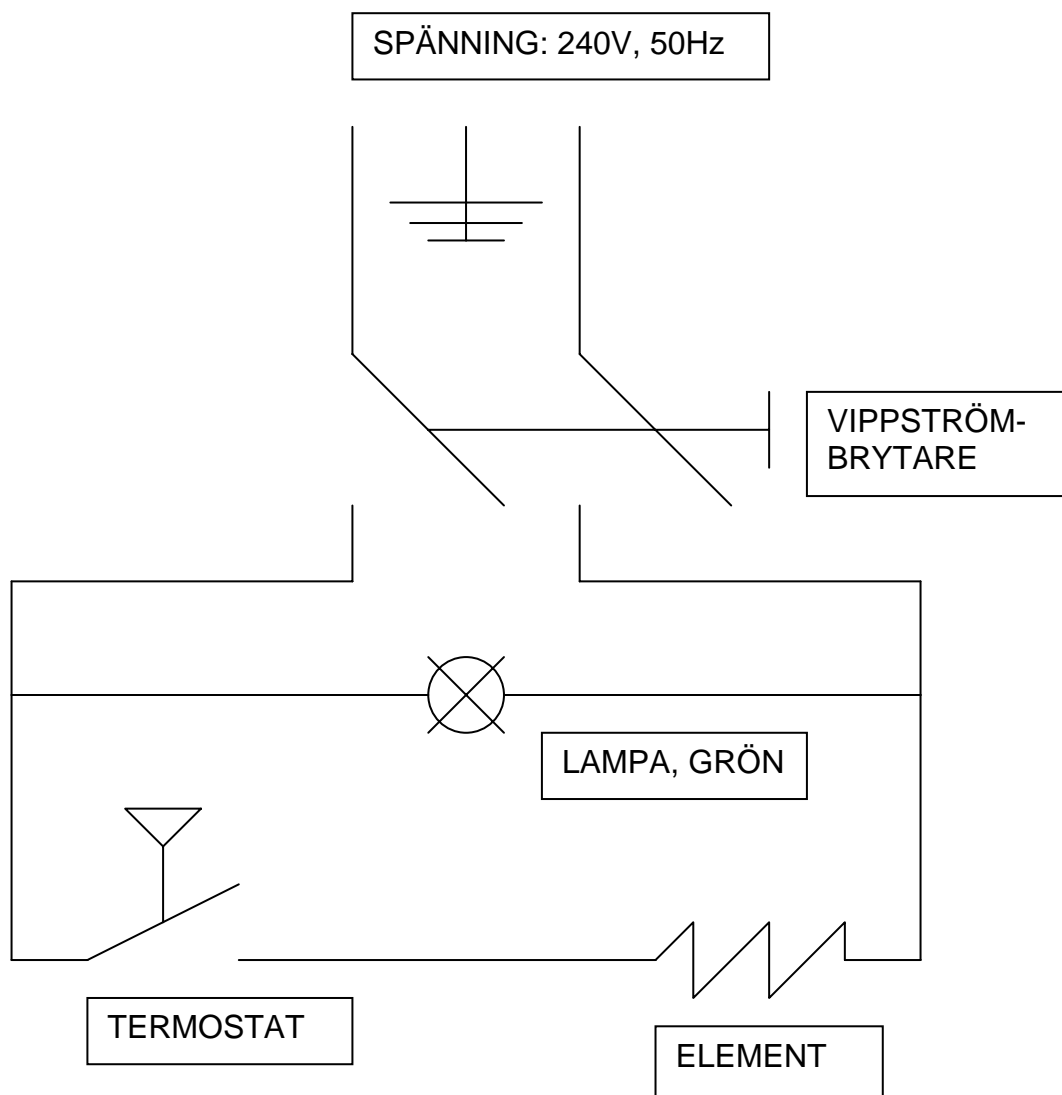 SPÄNNING: 240V, 50Hz
VIPPSTRÖM-
BRYTARE
LAMPA, GRÖN
TERMOSTAT
ELEMENT